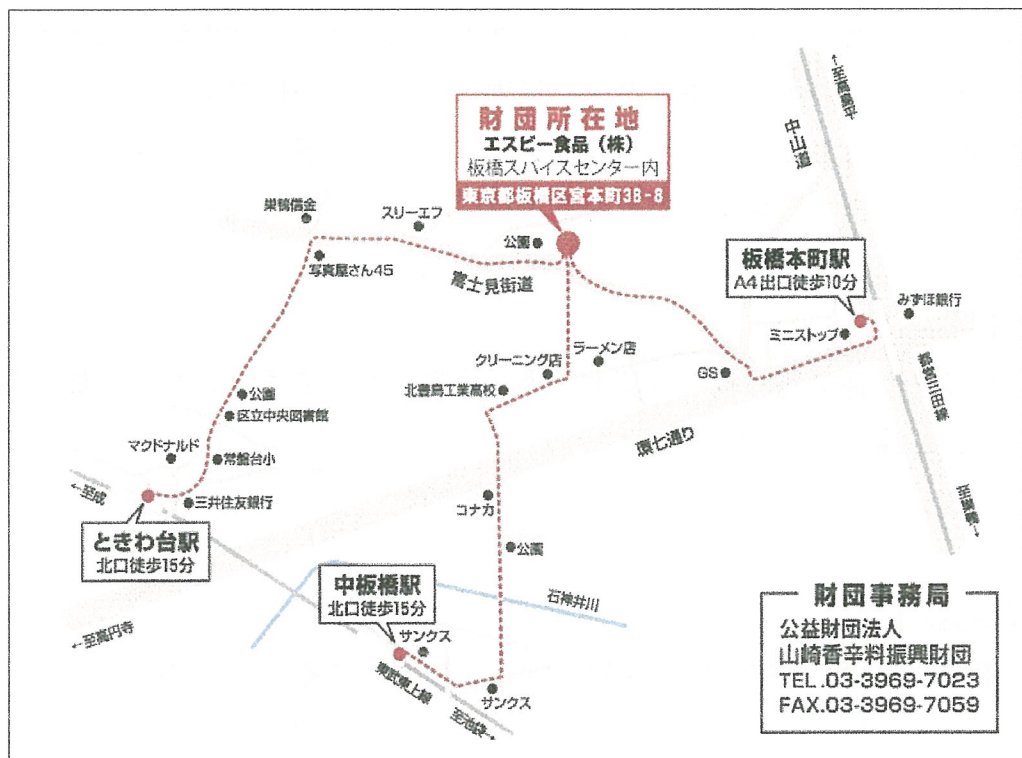 財団所在地
エスビー食品(株)
板橋スパイスセンター内
東京都板橋区宮本町38-8
←至高島平
中山道
巣鴨信金
スリーエフ
公園
写真屋さん45
富士見街道
板橋本町駅
A4出口徒歩10分
みずほ銀行
ミニストップ
ラーメン店
クリーニング店
GS
北豊島工業高校
都営三田線
公園
区立中央図書館
環七通り
マクドナルド
常盤台小
←至成
三井住友銀行
コナカ
至巣鴨→
ときわ台駅
北口徒歩15分
公園
中板橋駅
北口徒歩15分
石神井川
←至高円寺
サンクス
東武東上線
サンクス
至池袋→
財団事務局
公益財団法人
山崎香辛料振興財団
TEL.03-3969-7023
FAX.03-3969-7059